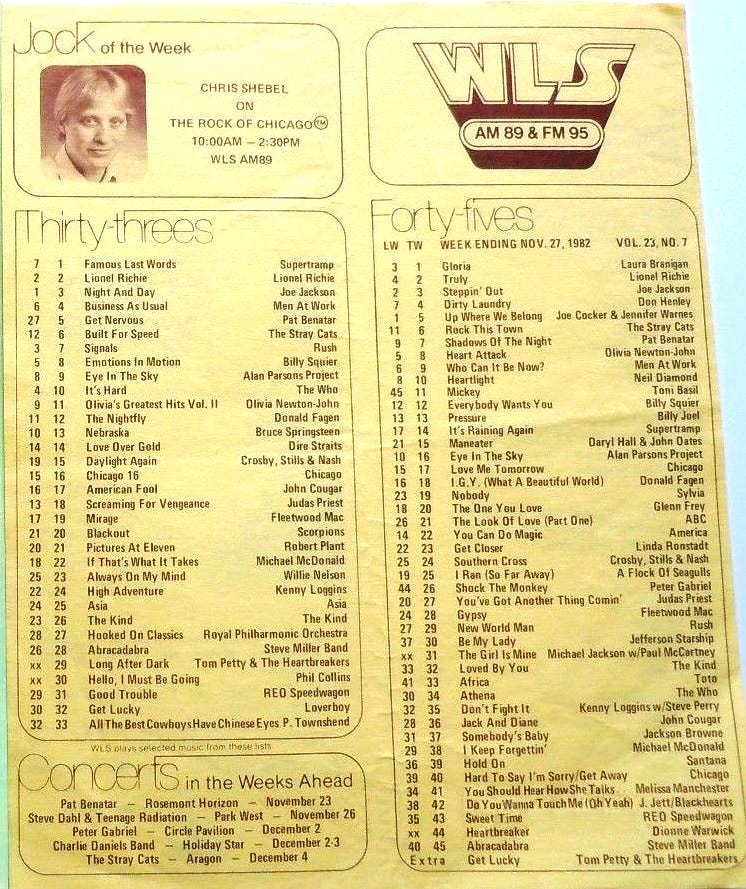 Jock of the Week
CHRIS SHEBEL
ON
THE ROCK OF CHICAGO™
10:00AM – 2:30PM
WLS AM89
WLS
AM 89 & FM 95
Thirty-threes
7 1 Famous Last Words Supertramp
2 2 Lionel Richie Lionel Richie
1 3 Night And Day Joe Jackson
6 4 Business As Usual Men At Work
27 5 Get Nervous Pat Benatar
12 6 Built For Speed The Stray Cats
3 7 Signals Rush
5 8 Emotions In Motion Billy Squier
8 9 Eye In The Sky Alan Parsons Project
4 10 It's Hard The Who
9 11 Olivia's Greatest Hits Vol. II Olivia Newton-John
11 12 The Nightfly Donald Fagen
10 13 Nebraska Bruce Springsteen
14 14 Love Over Gold Dire Straits
19 15 Daylight Again Crosby, Stills & Nash
15 16 Chicago 16 Chicago
16 17 American Fool John Cougar
13 18 Screaming For Vengeance Judas Priest
17 19 Mirage Fleetwood Mac
21 20 Blackout Scorpions
20 21 Pictures At Eleven Robert Plant
18 22 If That's What It Takes Michael McDonald
25 23 Always On My Mind Willie Nelson
22 24 High Adventure Kenny Loggins
24 25 Asia Asia
23 26 The Kind The Kind
28 27 Hooked On Classics Royal Philharmonic Orchestra
26 28 Abracadabra Steve Miller Band
xx 29 Long After Dark Tom Petty & The Heartbreakers
xx 30 Hello, I Must Be Going Phil Collins
29 31 Good Trouble REO Speedwagon
30 32 Get Lucky Loverboy
32 33 All The Best Cowboys Have Chinese Eyes P. Townshend
WLS plays selected music from these lists
Concerts in the Weeks Ahead
Pat Benatar – Rosemont Horizon – November 23
Steve Dahl & Teenage Radiation – Park West – November 26
Peter Gabriel – Circle Pavilion – December 2
Charlie Daniels Band – Holiday Star – December 2-3
The Stray Cats – Aragon – December 4
Forty-fives
LW TW WEEK ENDING NOV. 27, 1982 VOL. 23, NO. 7
3 1 Gloria Laura Branigan
4 2 Truly Lionel Richie
2 3 Steppin' Out Joe Jackson
7 4 Dirty Laundry Don Henley
1 5 Up Where We Belong Joe Cocker & Jennifer Warnes
11 6 Rock This Town The Stray Cats
9 7 Shadows Of The Night Pat Benatar
5 8 Heart Attack Olivia Newton-John
6 9 Who Can It Be Now? Men At Work
8 10 Heartlight Neil Diamond
45 11 Mickey Toni Basil
12 12 Everybody Wants You Billy Squier
13 13 Pressure Billy Joel
17 14 It's Raining Again Supertramp
21 15 Maneater Daryl Hall & John Oates
10 16 Eye In The Sky Alan Parsons Project
15 17 Love Me Tomorrow Chicago
16 18 I.G.Y. (What A Beautiful World) Donald Fagen
23 19 Nobody Sylvia
18 20 The One You Love Glenn Frey
26 21 The Look Of Love (Part One) ABC
14 22 You Can Do Magic America
22 23 Get Closer Linda Ronstadt
25 24 Southern Cross Crosby, Stills & Nash
19 25 I Ran (So Far Away) A Flock Of Seagulls
44 26 Shock The Monkey Peter Gabriel
20 27 You've Got Another Thing Comin' Judas Priest
24 28 Gypsy Fleetwood Mac
27 29 New World Man Rush
37 30 Be My Lady Jefferson Starship
xx 31 The Girl Is Mine Michael Jackson w/Paul McCartney
33 32 Loved By You The Kind
41 33 Africa Toto
30 34 Athena The Who
32 35 Don't Fight It Kenny Loggins w/Steve Perry
28 36 Jack And Diane John Cougar
31 37 Somebody's Baby Jackson Browne
29 38 I Keep Forgettin' Michael McDonald
36 39 Hold On Santana
39 40 Hard To Say I'm Sorry/Get Away Chicago
34 41 You Should Hear How She Talks Melissa Manchester
38 42 Do You Wanna Touch Me (Oh Yeah) J. Jett/Blackhearts
35 43 Sweet Time REO Speedwagon
xx 44 Heartbreaker Dionne Warwick
40 45 Abracadabra Steve Miller Band
Extra Get Lucky Tom Petty & The Heartbreakers